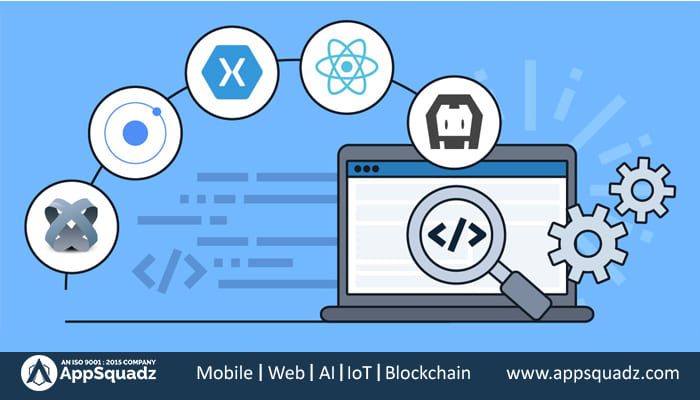 X
</>
</>
AN ISO 9001 : 2015 COMPANY
AppSquadz
Mobile | Web | AI | IoT | Blockchain
www.appsquadz.com